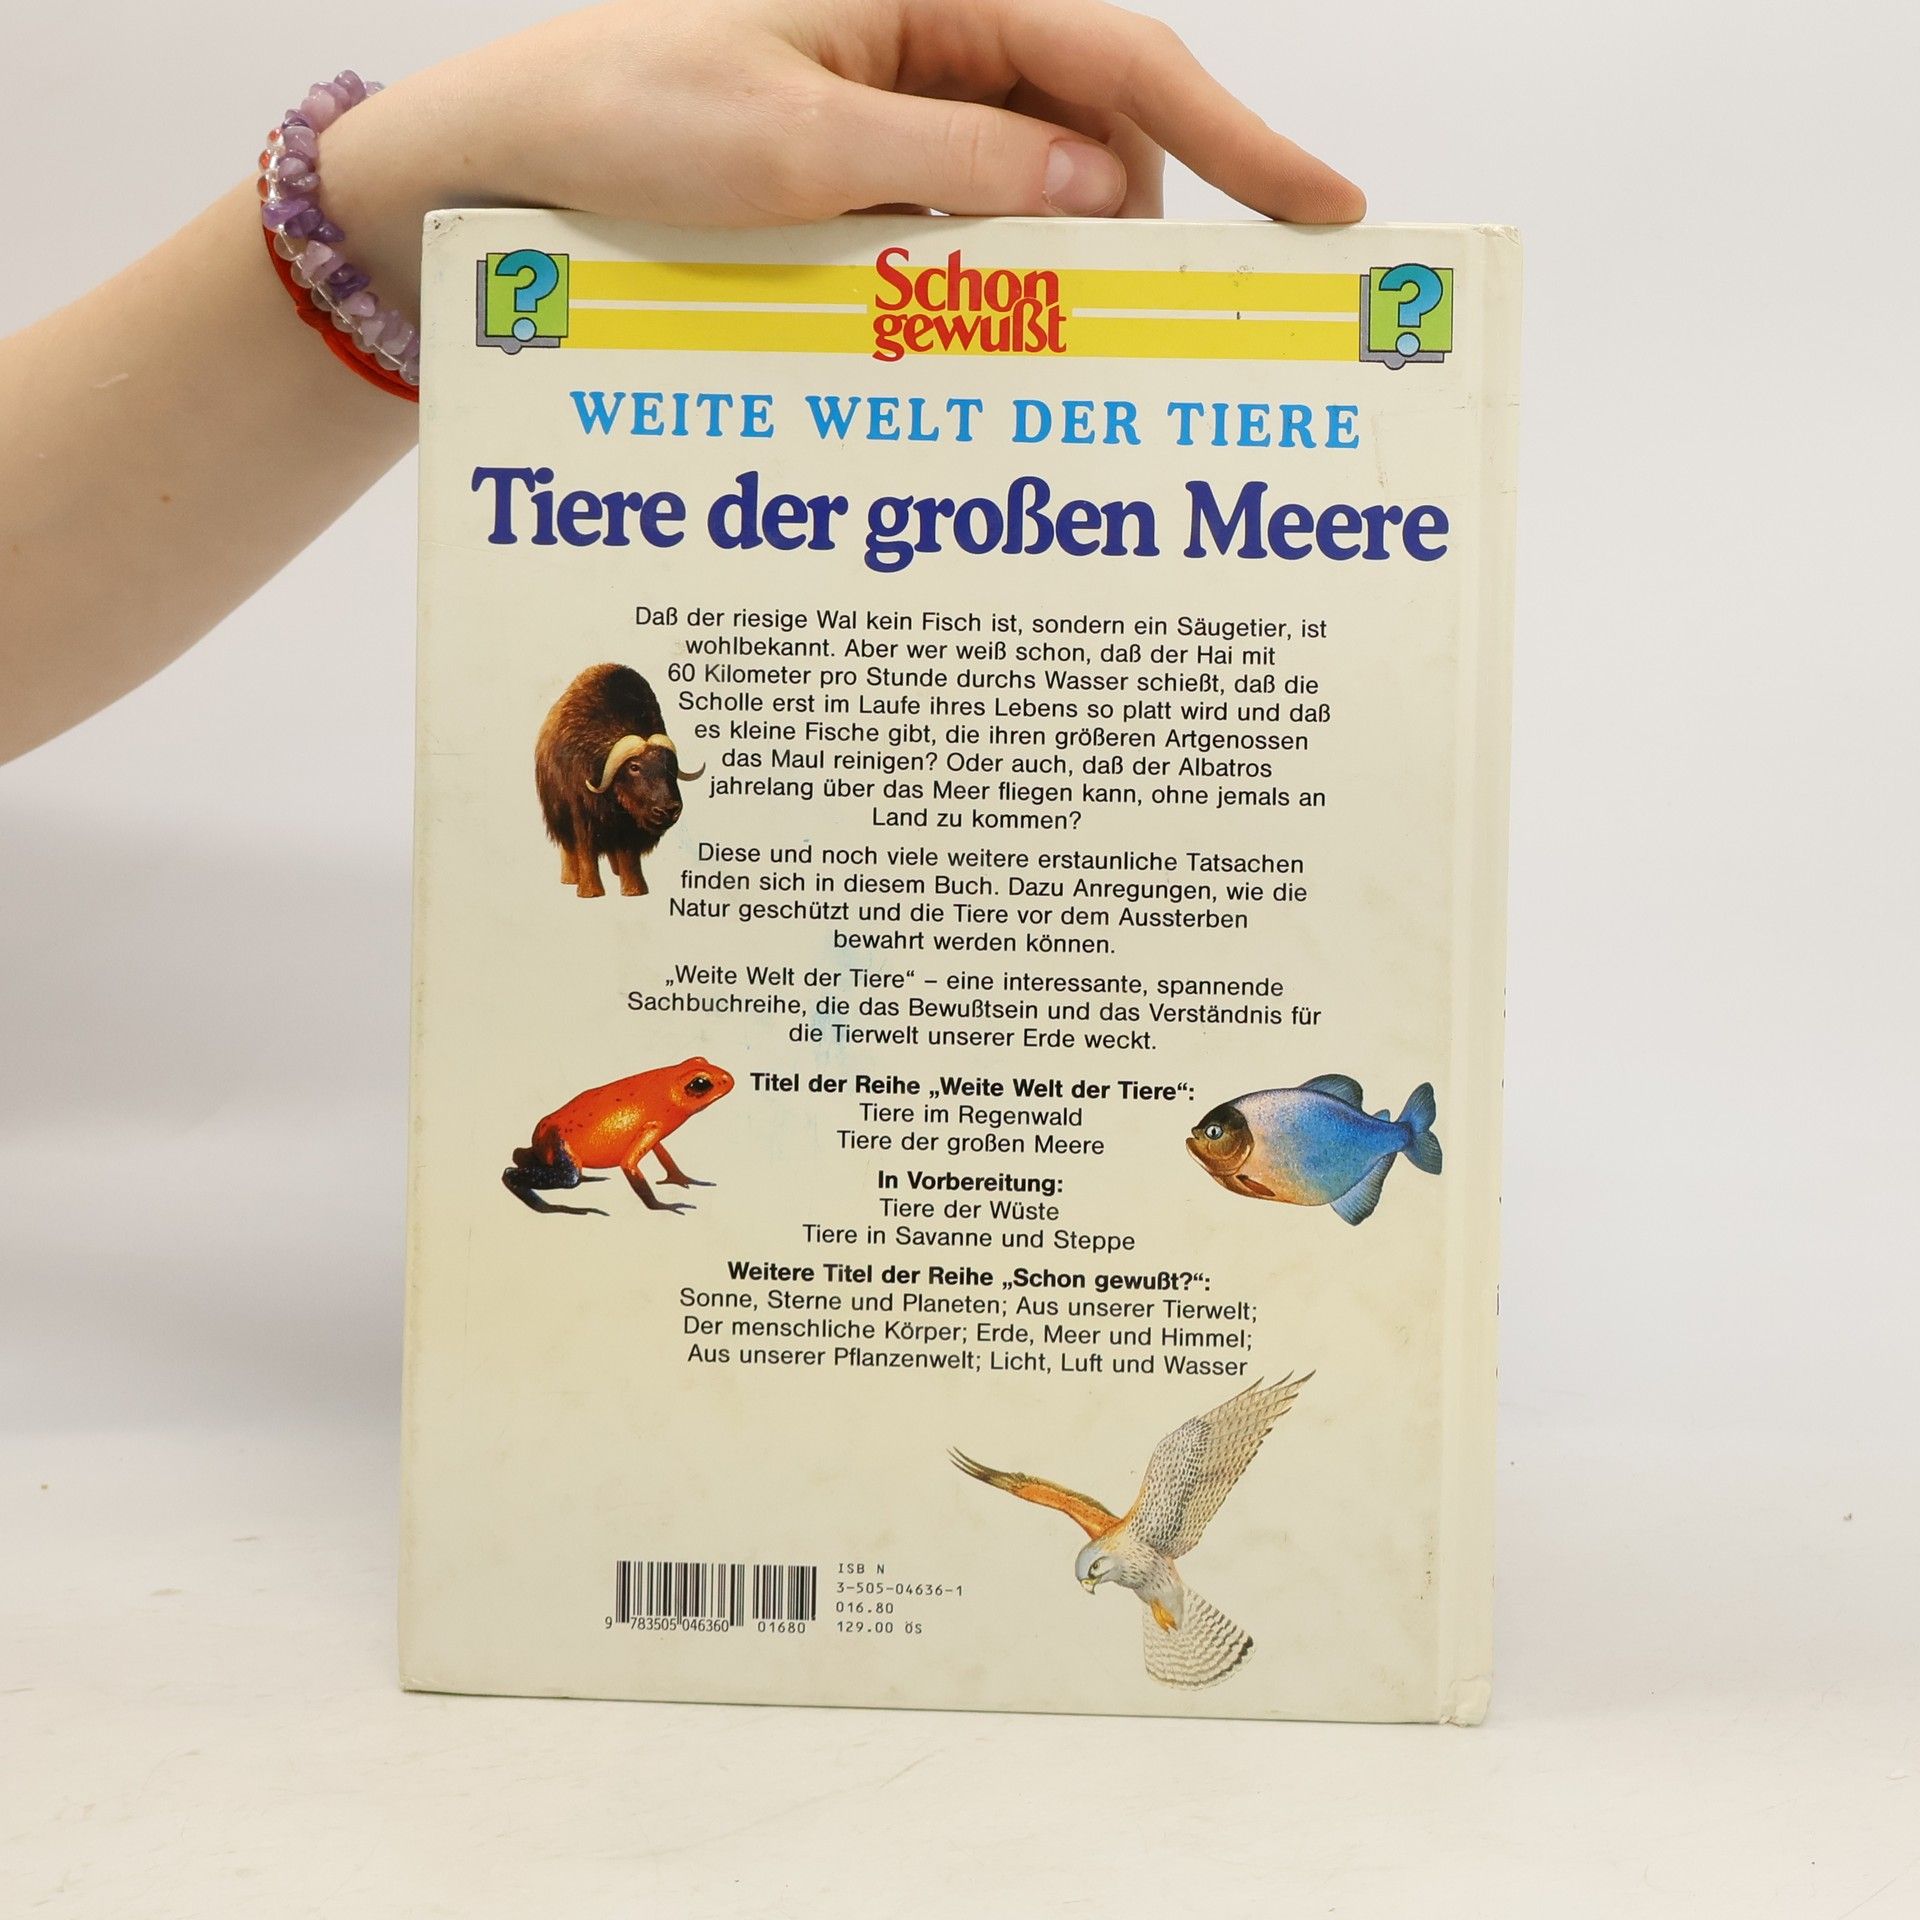 ?
Schon
gewußt
?
WEITE WELT DER TIERE
Tiere der großen Meere
Daß der riesige Wal kein Fisch ist, sondern ein Säugetier, ist
wohlbekannt. Aber wer weiß schon, daß der Hai mit
60 Kilometer pro Stunde durchs Wasser schießt, daß die
Scholle erst im Laufe ihres Lebens so platt wird und daß
es kleine Fische gibt, die ihren größeren Artgenossen
das Maul reinigen? Oder auch, daß der Albatros
jahrelang über das Meer fliegen kann, ohne jemals an
Land zu kommen?
Diese und noch viele weitere erstaunliche Tatsachen
finden sich in diesem Buch. Dazu Anregungen, wie die
Natur geschützt und die Tiere vor dem Aussterben
bewahrt werden können.
„Weite Welt der Tiere“ – eine interessante, spannende
Sachbuchreihe, die das Bewußtsein und das Verständnis für
die Tierwelt unserer Erde weckt.
Titel der Reihe „Weite Welt der Tiere“:
Tiere im Regenwald
Tiere der großen Meere
In Vorbereitung:
Tiere der Wüste
Tiere in Savanne und Steppe
Weitere Titel der Reihe „Schon gewußt?“:
Sonne, Sterne und Planeten; Aus unserer Tierwelt;
Der menschliche Körper; Erde, Meer und Himmel;
Aus unserer Pflanzenwelt; Licht, Luft und Wasser
ISB N
3-505-04636-1
016.80
129.00 öS
9 783505 046360 01680